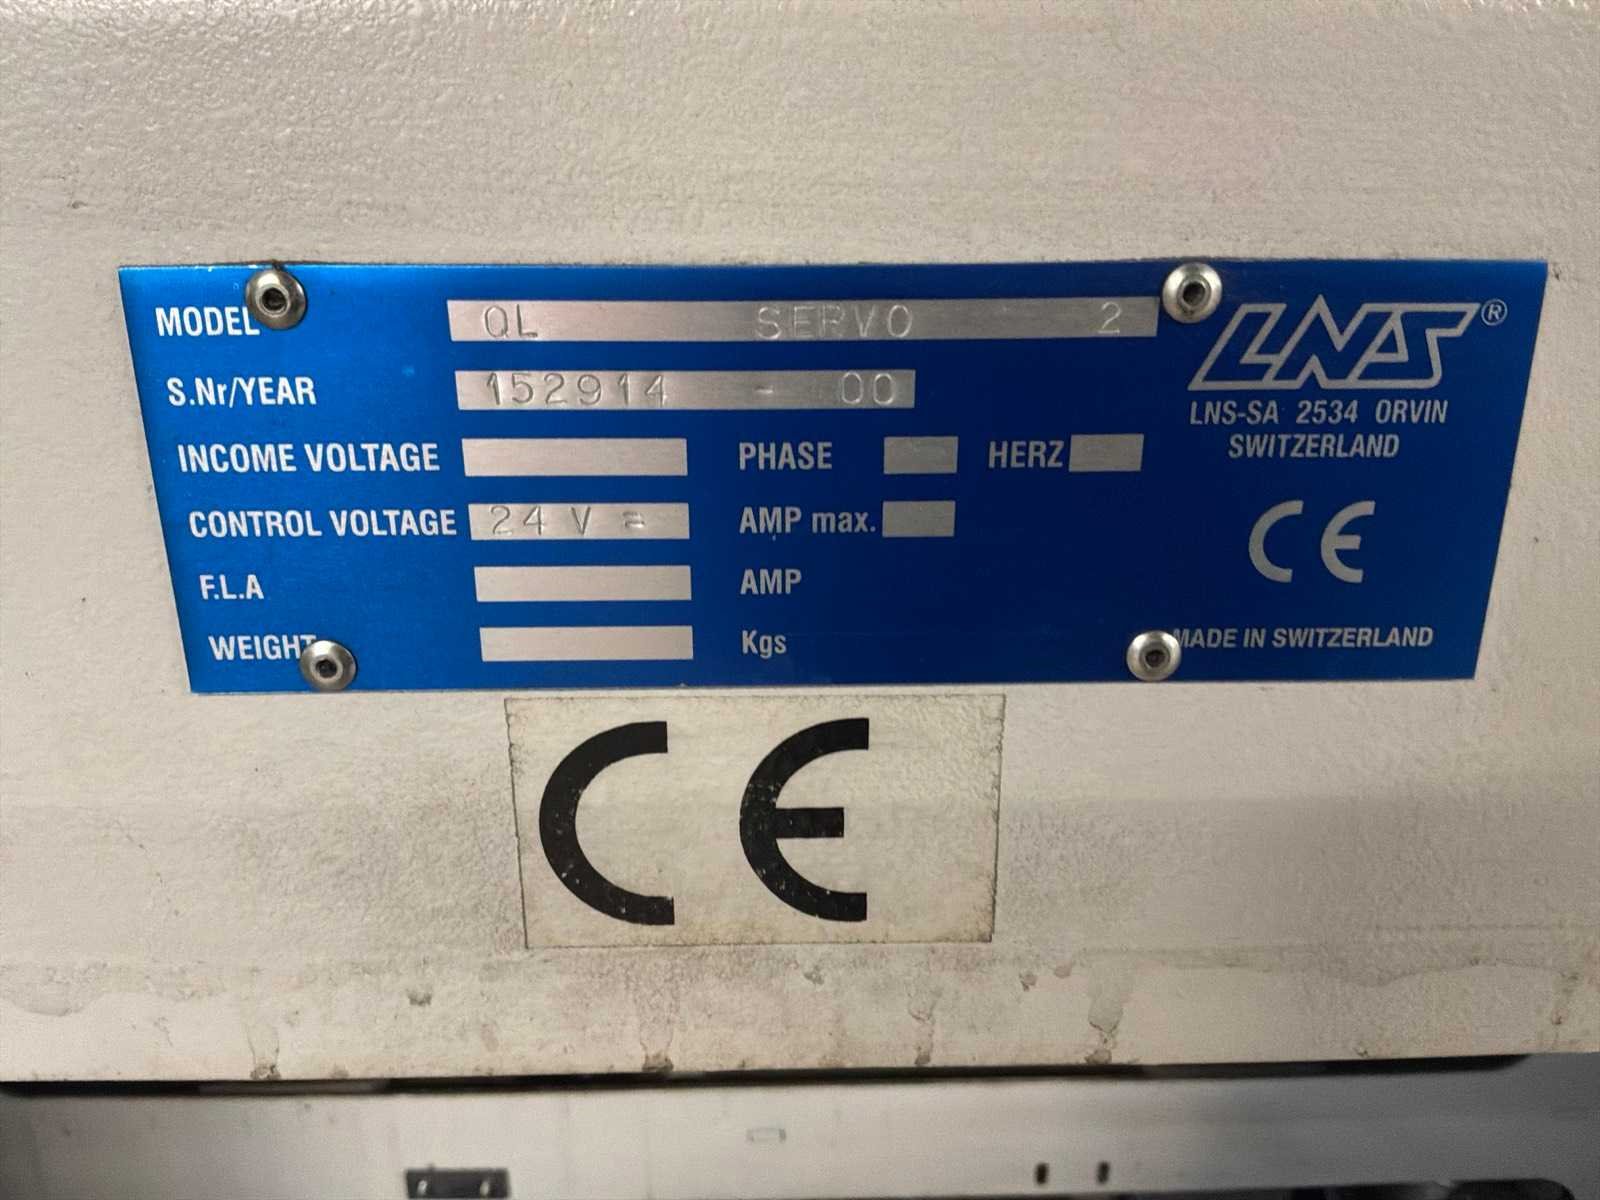 MODEL QL SERVO 2
LNS®
S.Nr/YEAR 152914 - 00
LNS-SA 2534 ORVIN
SWITZERLAND
INCOME VOLTAGE PHASE HERZ
CONTROL VOLTAGE 24 V = AMP max.
CE
F.L.A AMP
WEIGHT Kgs
MADE IN SWITZERLAND
CE